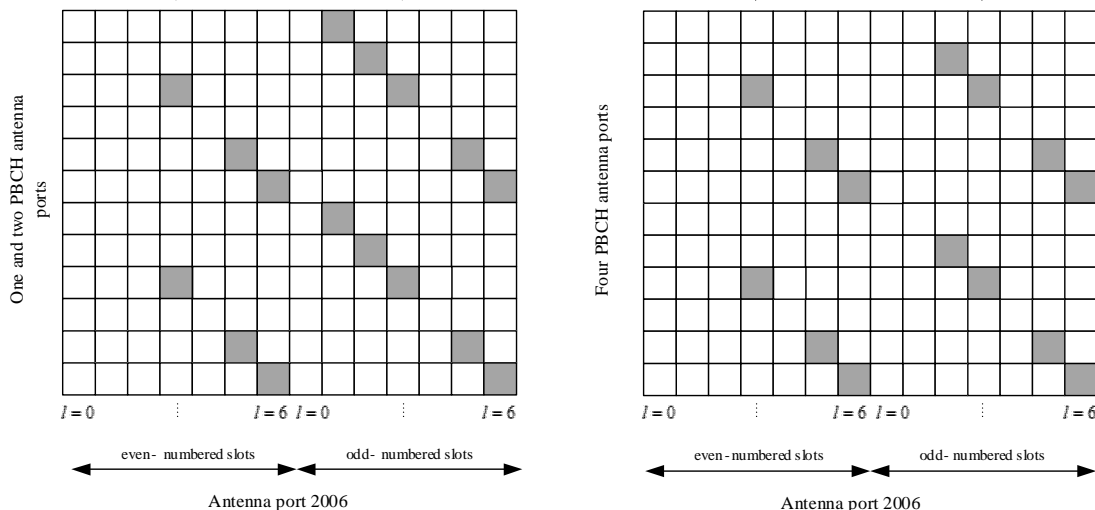 One and two PBCH antenna
ports
l = 0
⋮
l = 6
l = 0
⋮
l = 6
even- numbered slots
odd- numbered slots
Antenna port 2006
Four PBCH antenna ports
l = 0
⋮
l = 6
l = 0
⋮
l = 6
even-numbered slots
odd- numbered slots
Antenna port 2006